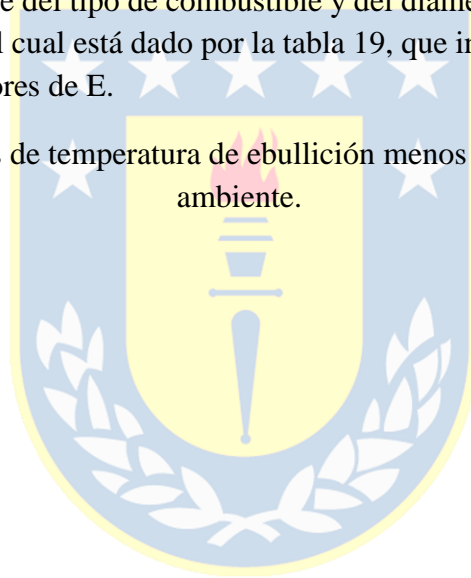 e del tipo de combustible y del diáme
l cual está dado por la tabla 19, que i
ores de E.
s de temperatura de ebullición menos
ambiente.